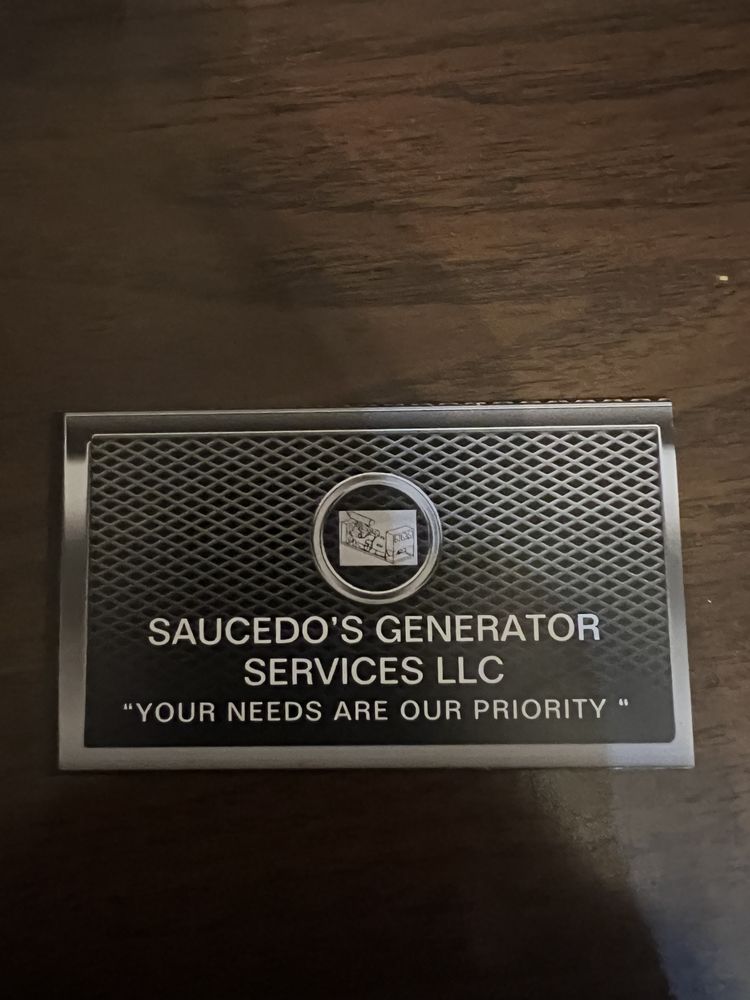 SAUCEDO'S GENERATOR
SERVICES LLC
“YOUR NEEDS ARE OUR PRIORITY “